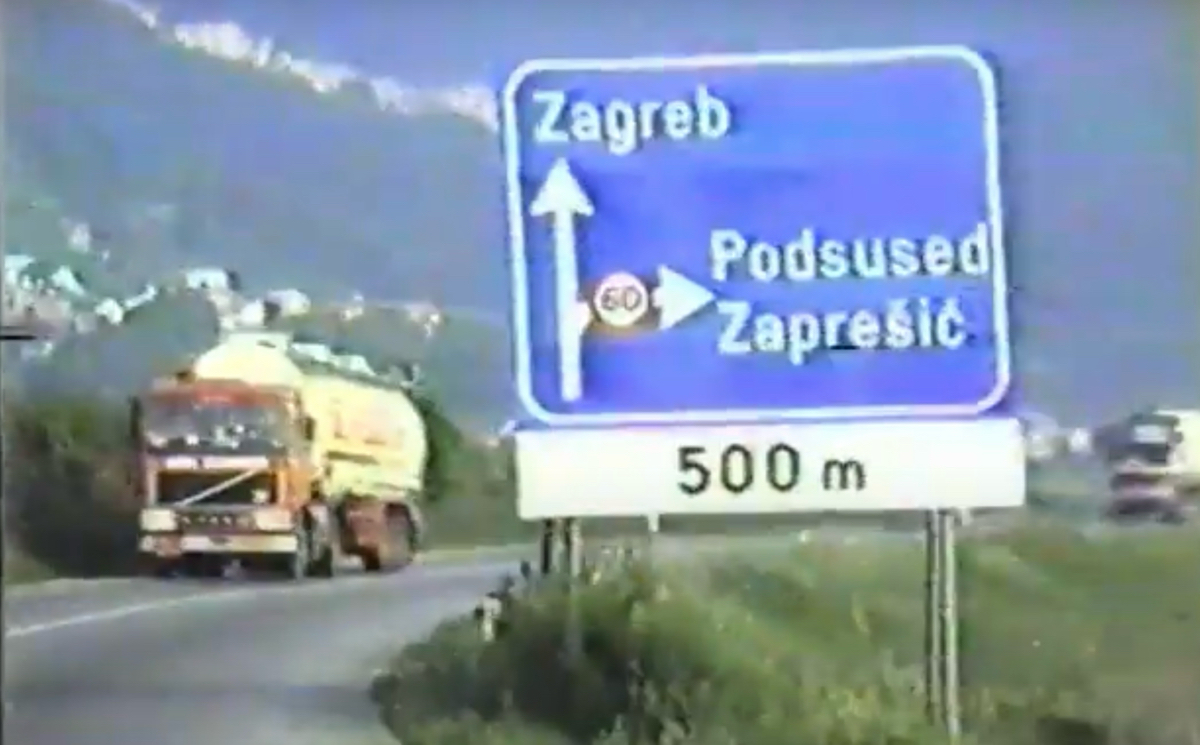 Zagreb
Podsused
60
Zaprešić
500 m